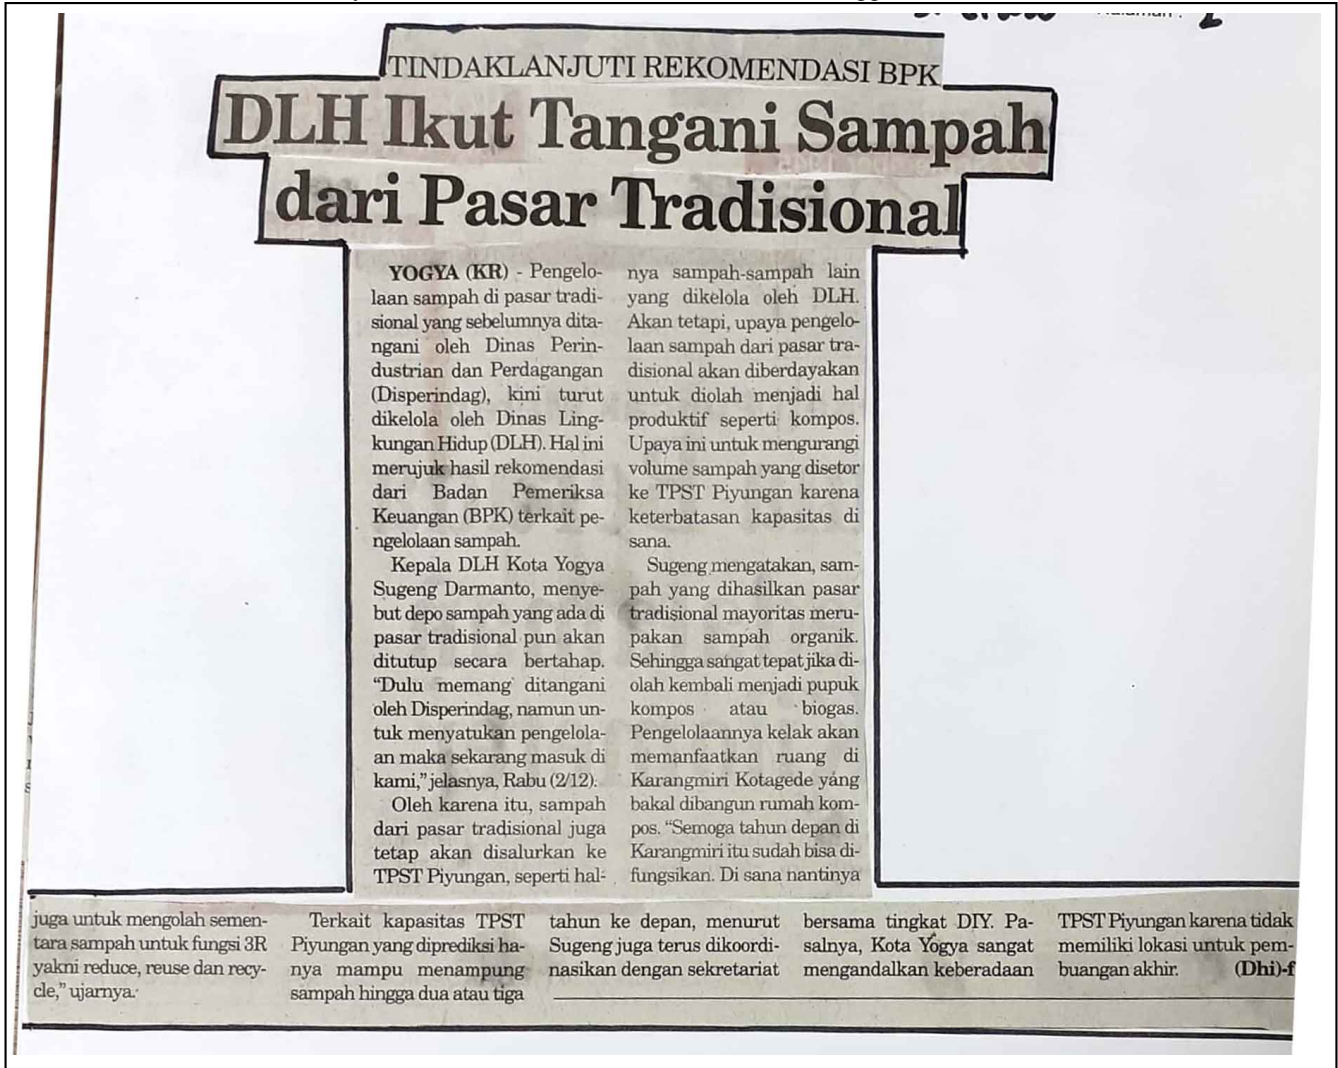 Halaman :
TINDAKLANJUTI REKOMENDASI BPK
DLH Ikut Tangani Sampah
dari Pasar Tradisional
YOGYA (KR) - Pengelo-
laan sampah di pasar tradi-
sional yang sebelumnya dita-
ngani oleh Dinas Perin-
dustrian dan Perdagangan
(Disperindag), kini turut
dikelola oleh Dinas Ling-
kungan Hidup (DLH). Hal ini
merujuk hasil rekomendasi
dari Badan Pemeriksa
Keuangan (BPK) terkait pe-
ngelolaan sampah.
Kepala DLH Kota Yogya
Sugeng Darmanto, menye-
but depo sampah yang ada di
pasar tradisional pun akan
ditutup secara bertahap.
“Dulu memang ditangani
oleh Disperindag, namun un-
tuk menyatukan pengelola-
an maka sekarang masuk di
kami,” jelasnya, Rabu (2/12).
Oleh karena itu, sampah
dari pasar tradisional juga
tetap akan disalurkan ke
TPST Piyungan, seperti hal-
nya sampah-sampah lain
yang dikelola oleh DLH.
Akan tetapi, upaya pengelo-
laan sampah dari pasar tra-
disional akan diberdayakan
untuk diolah menjadi hal
produktif seperti kompos.
Upaya ini untuk mengurangi
volume sampah yang disetor
ke TPST Piyungan karena
keterbatasan kapasitas di
sana.
Sugeng mengatakan, sam-
pah yang dihasilkan pasar
tradisional mayoritas meru-
pakan sampah organik.
Sehingga sangat tepat jika di-
olah kembali menjadi pupuk
kompos atau biogas.
Pengelolaannya kelak akan
memanfaatkan ruang di
Karangmiri Kotagede yang
bakal dibangun rumah kom-
pos. “Semoga tahun depan di
Karangmiri itu sudah bisa di-
fungsikan. Di sana nantinya
juga untuk mengolah semen-
tara sampah untuk fungsi 3R
yakni reduce, reuse dan recy-
cle,” ujarnya.
Terkait kapasitas TPST
Piyungan yang diprediksi ha-
nya mampu menampung
sampah hingga dua atau tiga
tahun ke depan, menurut
Sugeng juga terus dikoordi-
nasikan dengan sekretariat
bersama tingkat DIY. Pa-
salnya, Kota Yogya sangat
mengandalkan keberadaan
TPST Piyungan karena tidak
memiliki lokasi untuk pem-
buangan akhir. (Dhi)-f